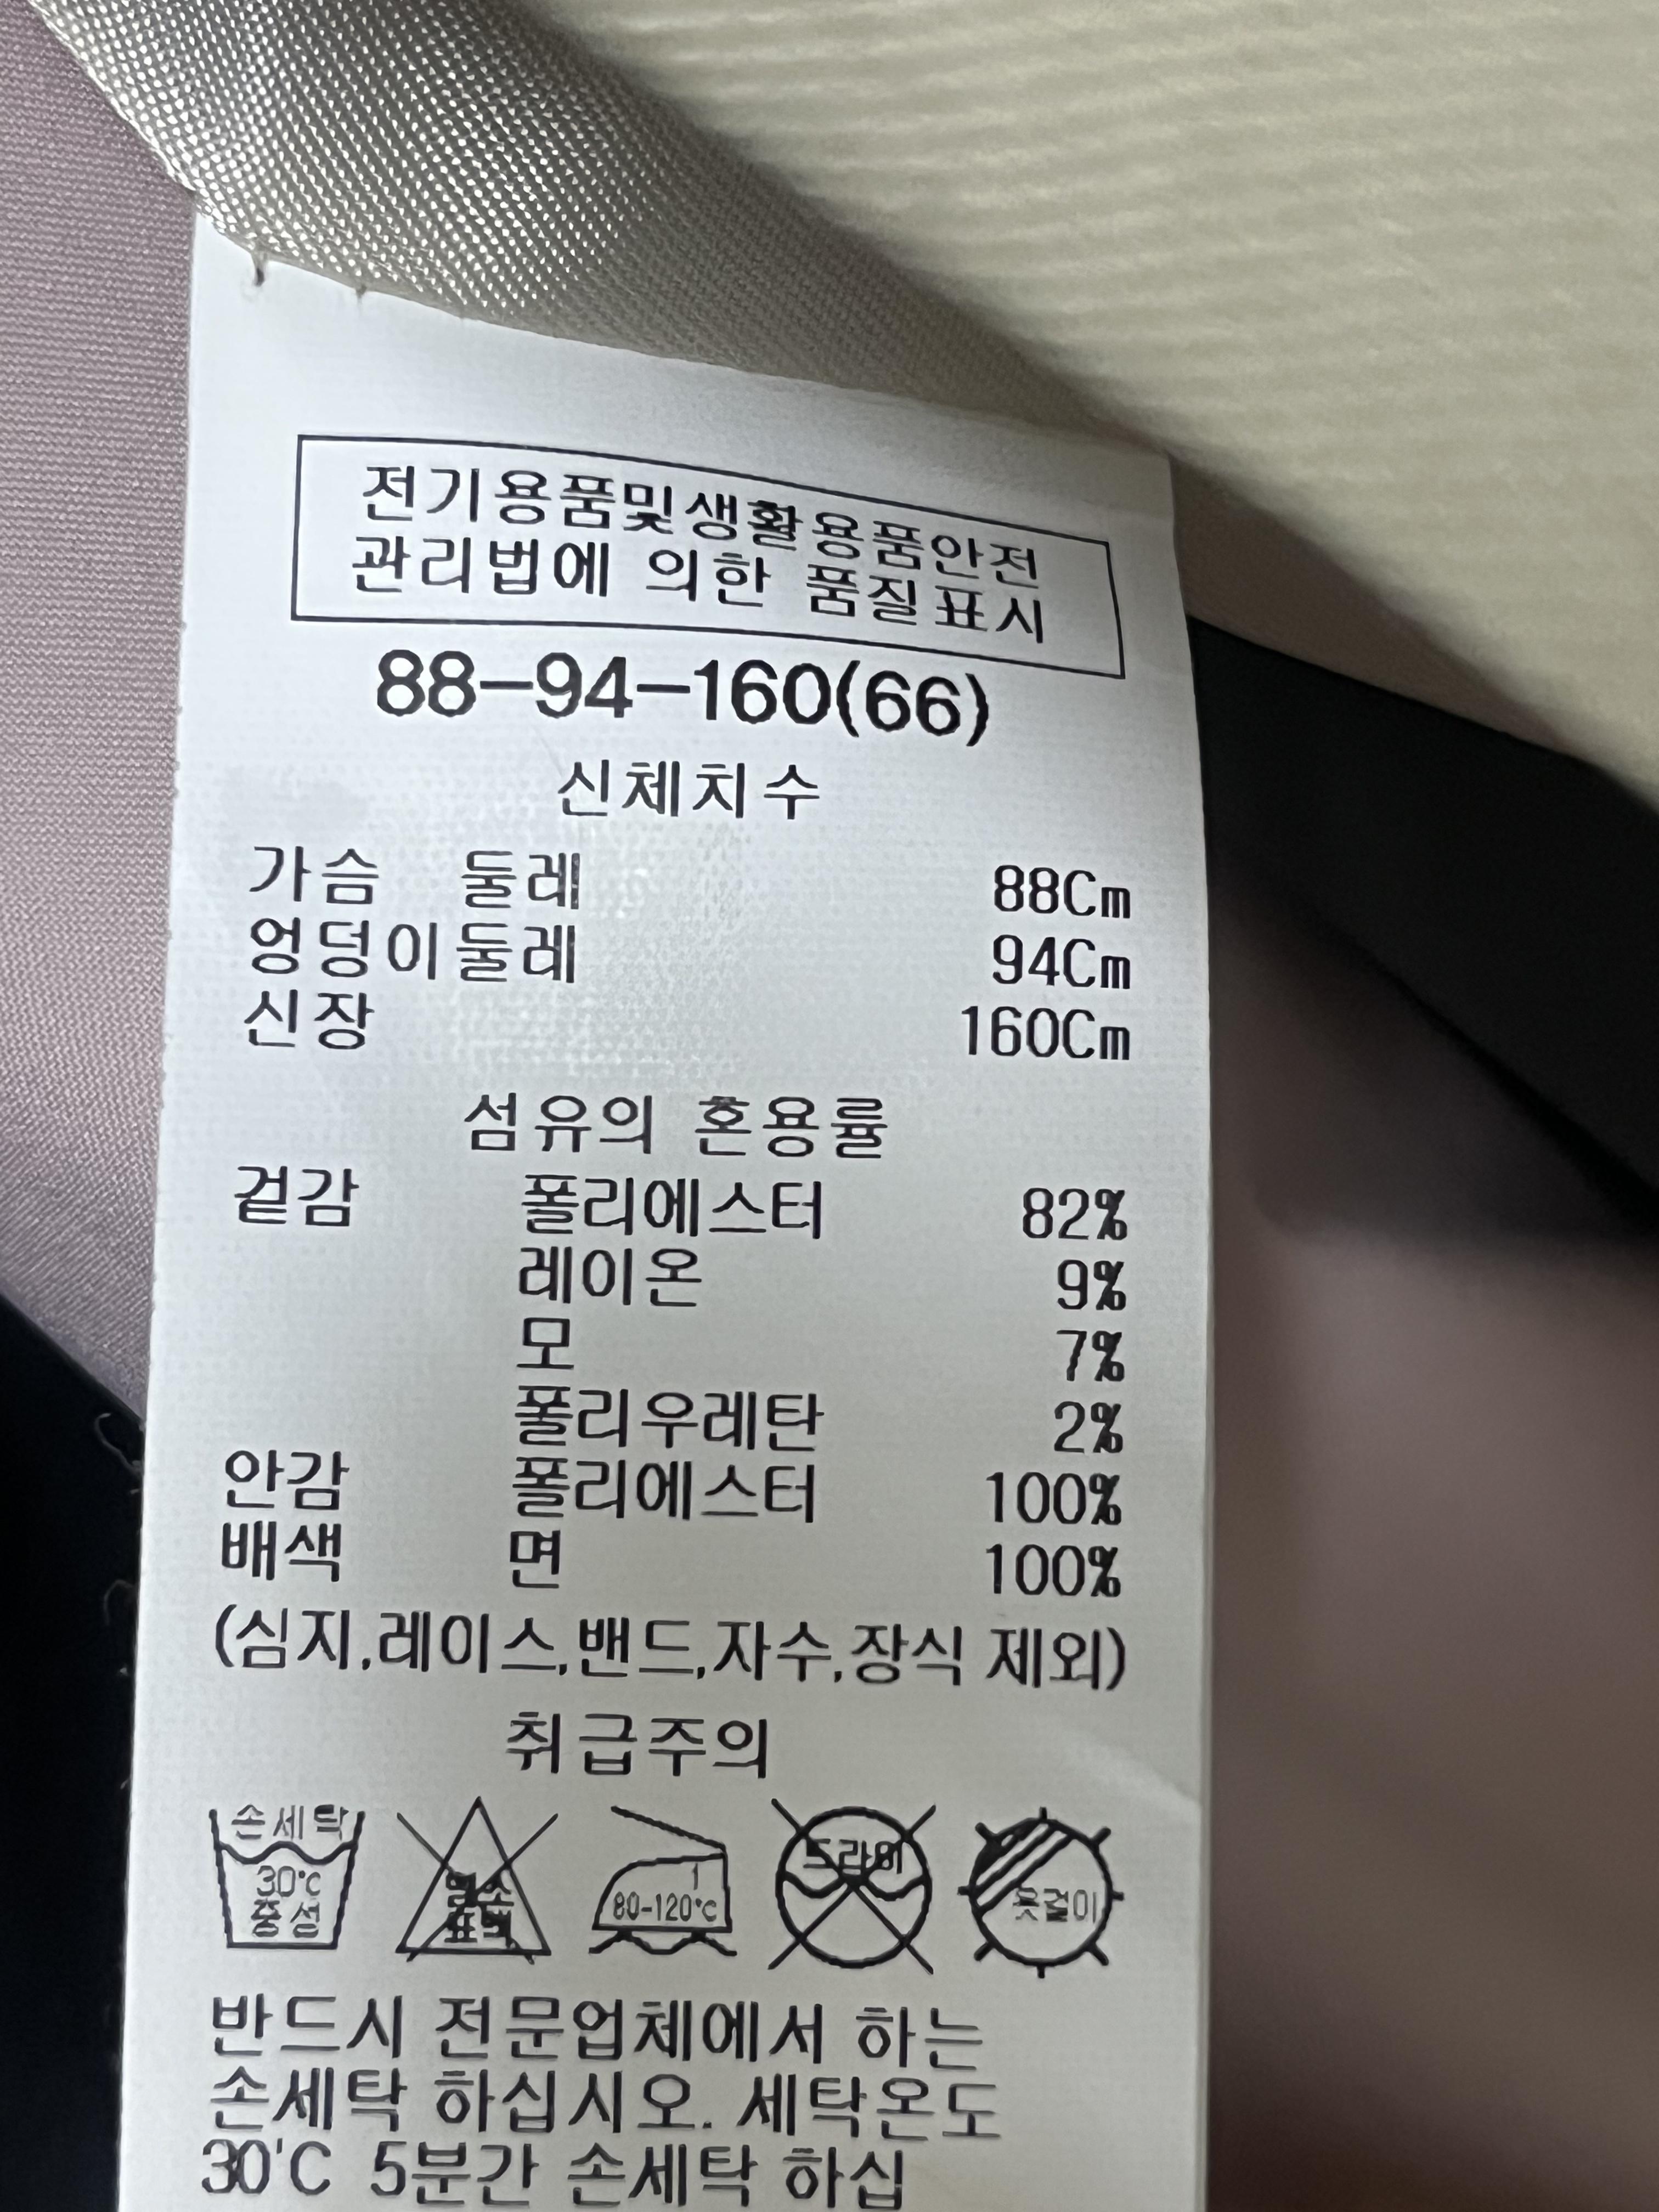 전기용품및생활용품안전
관리법에 의한 품질표시
88-94-160(66)
신체치수
가슴 둘레 88Cm
엉덩이둘레 94Cm
신장 160Cm
섬유의 혼용률
겉감 폴리에스터 82%
레이온 9%
모 7%
폴리우레탄 2%
안감 폴리에스터 100%
배색 면 100%
(심지,레이스,밴드,자수,장식 제외)
취급주의
손세탁
30℃
중성
염소
표백
1
80-120℃
드라이
옷걸이
반드시 전문업체에서 하는
손세탁 하십시오. 세탁온도
30'C 5분간 손세탁 하십